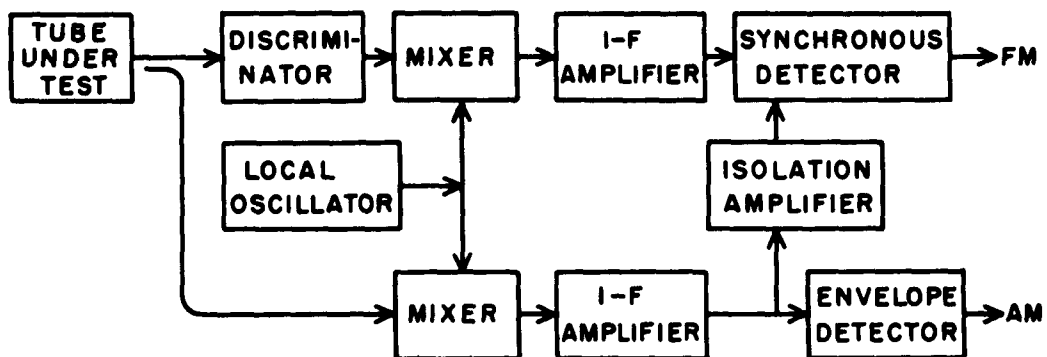 TUBE
UNDER
TEST
DISCRIMI-
NATOR
MIXER
I-F
AMPLIFIER
SYNCHRONOUS
DETECTOR
FM
LOCAL
OSCILLATOR
ISOLATION
AMPLIFIER
MIXER
I-F
AMPLIFIER
ENVELOPE
DETECTOR
AM